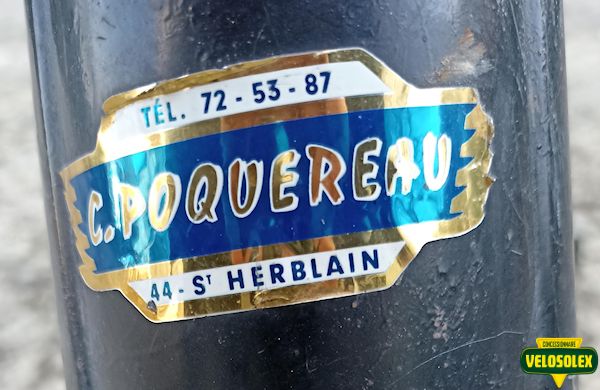 TÉL. 72-53-87
C. POQUEREAU
44-ST HERBLAIN
CONCESSIONNAIRE
VELOSOLEX